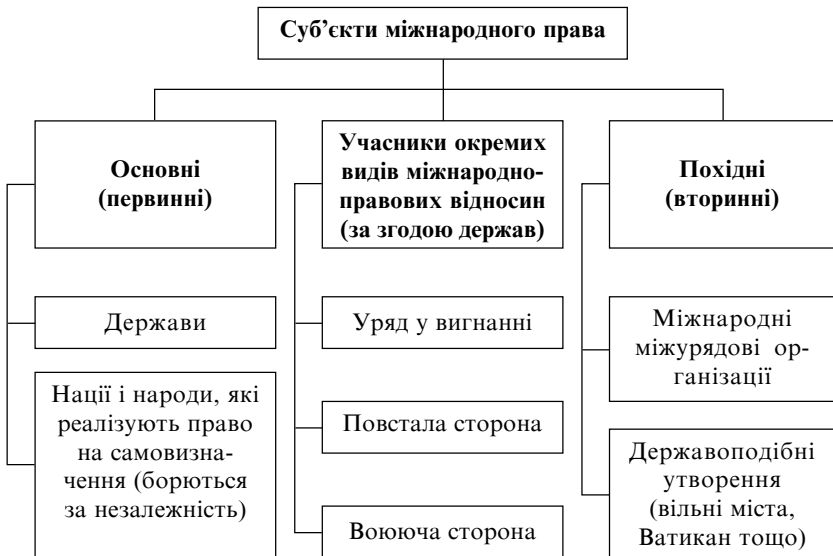 Суб’єкти міжнародного права
Основні
(первинні)
Держави
Нації і народи, які
реалізують право
на самовизна-
чення (борються
за незалежність)
Учасники окремих
видів міжнародно-
правових відносин
(за згодою держав)
Уряд у вигнанні
Повстала сторона
Воююча сторона
Похідні
(вторинні)
Міжнародні
міжурядові ор-
ганізації
Державоподібні
утворення
(вільні міста,
Ватикан тощо)